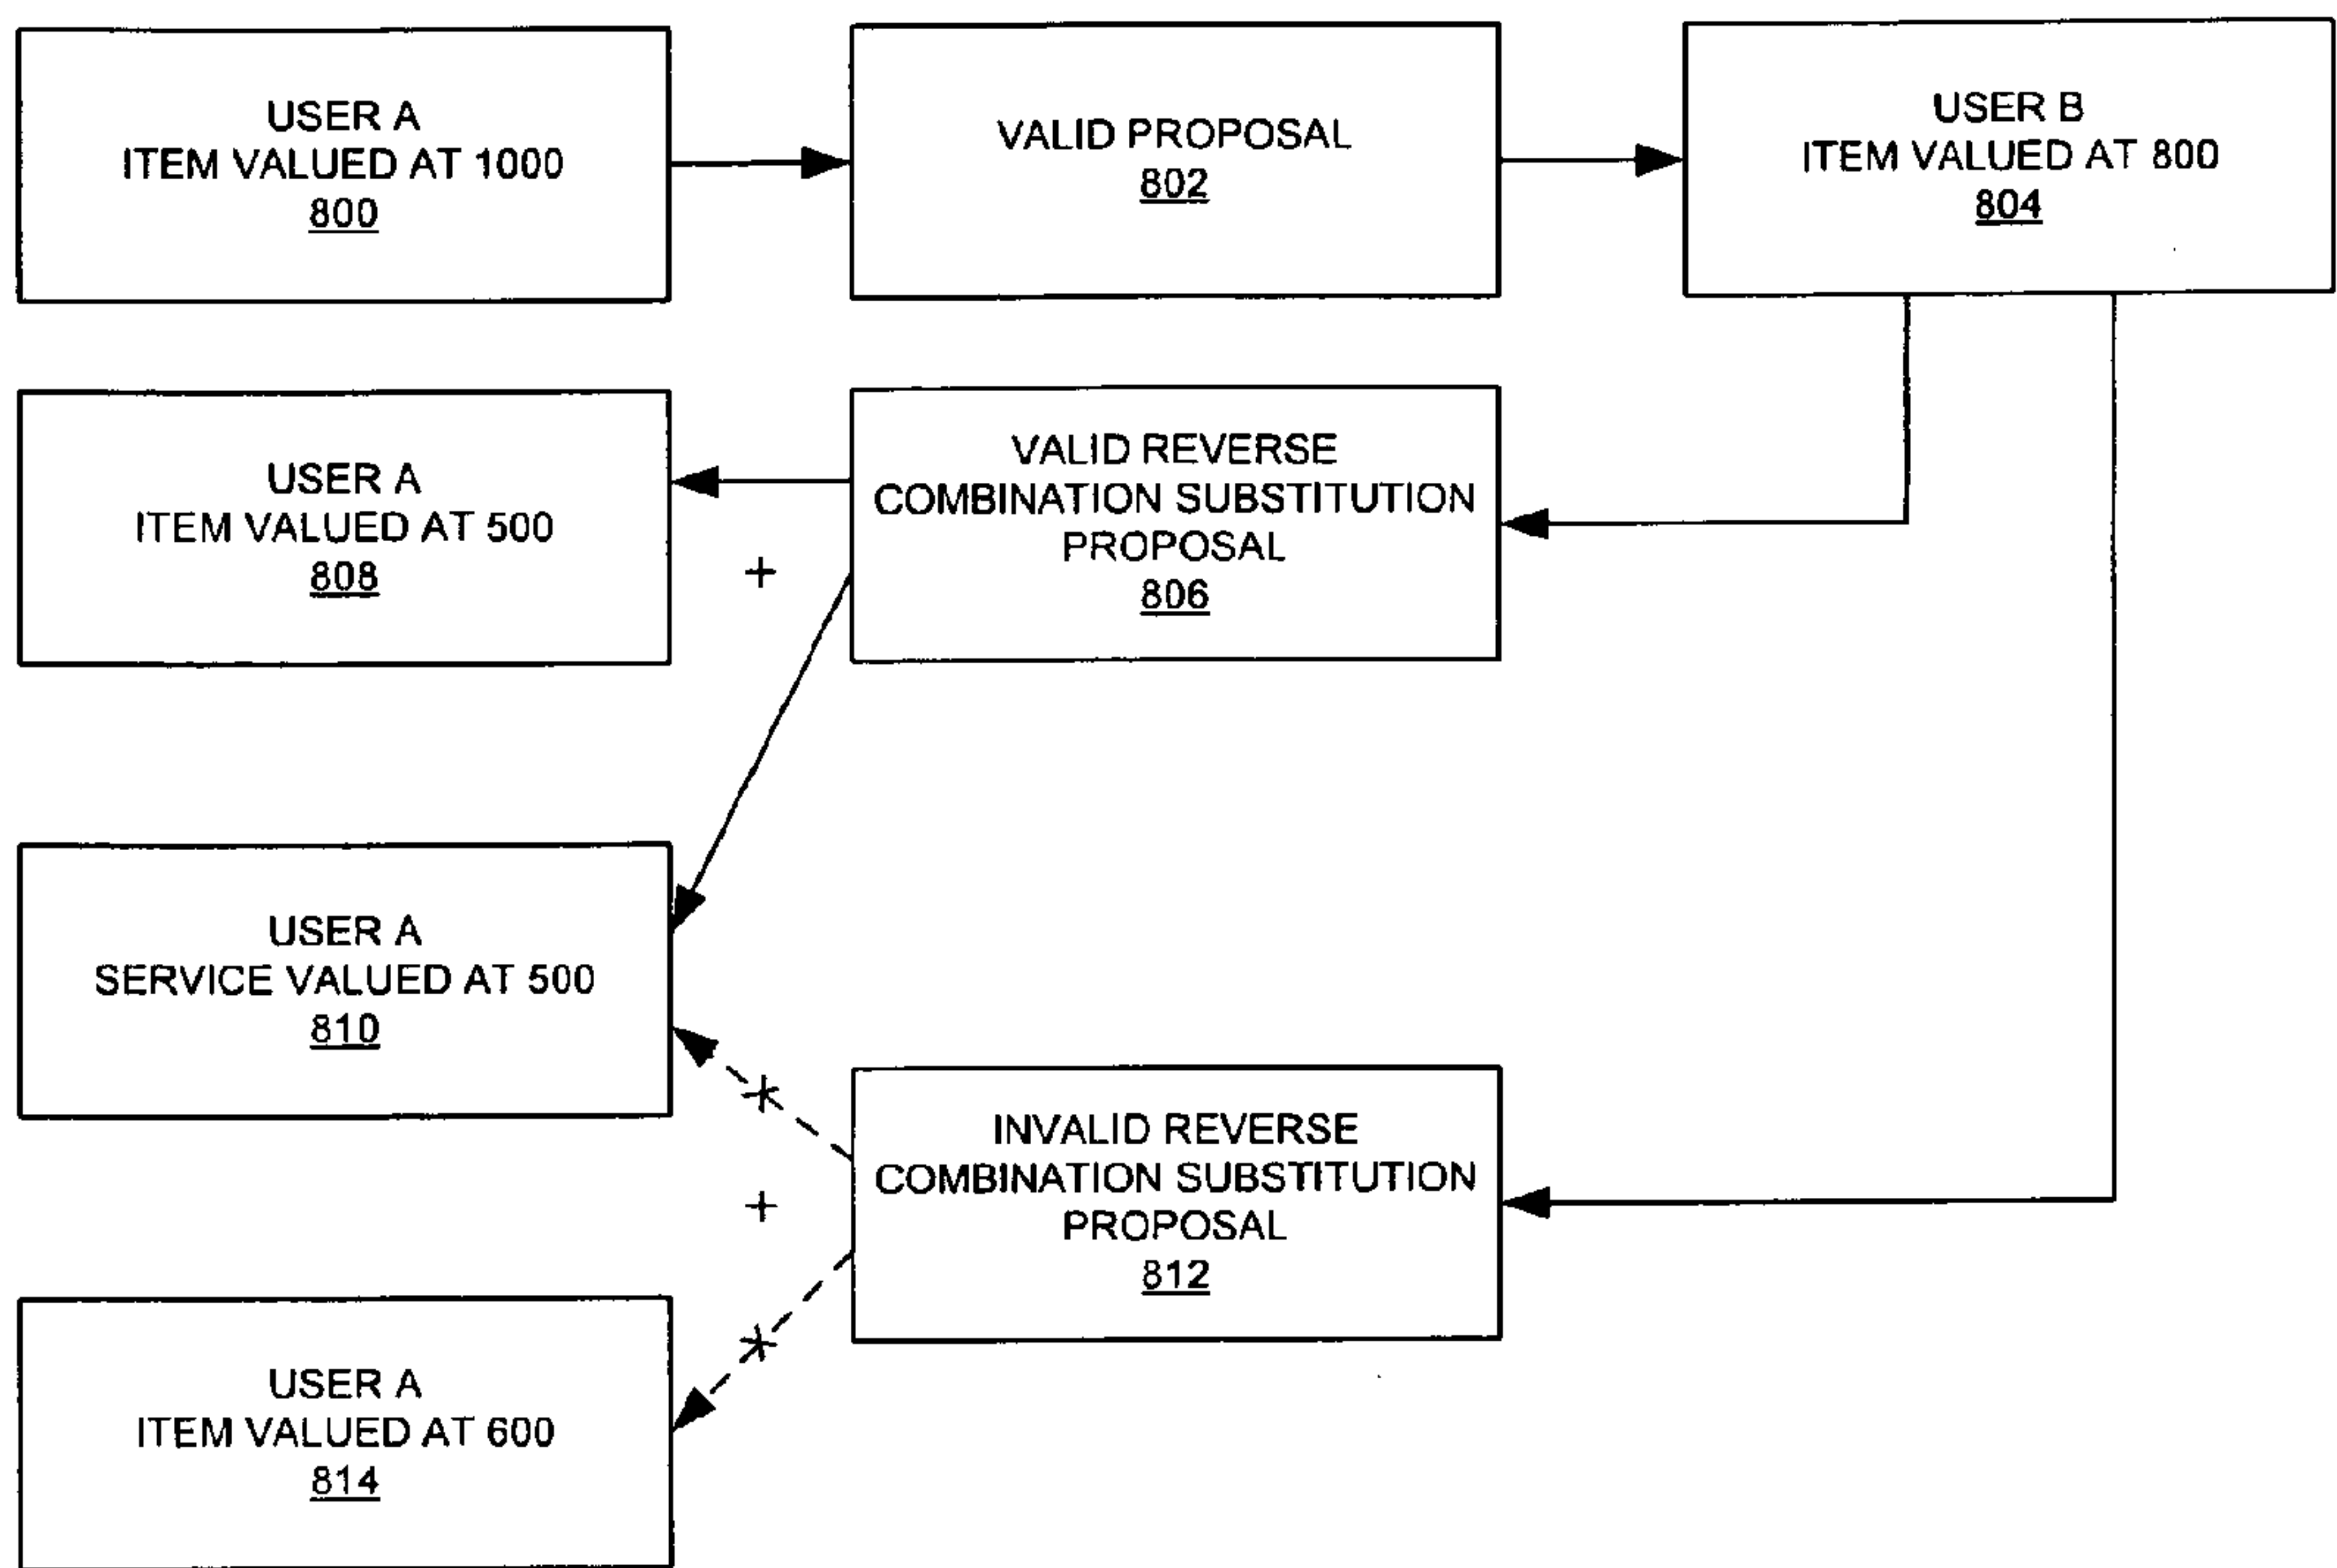 USER A
ITEM VALUED AT 1000
800
VALID PROPOSAL
802
USER B
ITEM VALUED AT 800
804
USER A
ITEM VALUED AT 500
808
+
VALID REVERSE
COMBINATION SUBSTITUTION
PROPOSAL
806
USER A
SERVICE VALUED AT 500
810
+
INVALID REVERSE
COMBINATION SUBSTITUTION
PROPOSAL
812
USER A
ITEM VALUED AT 600
814